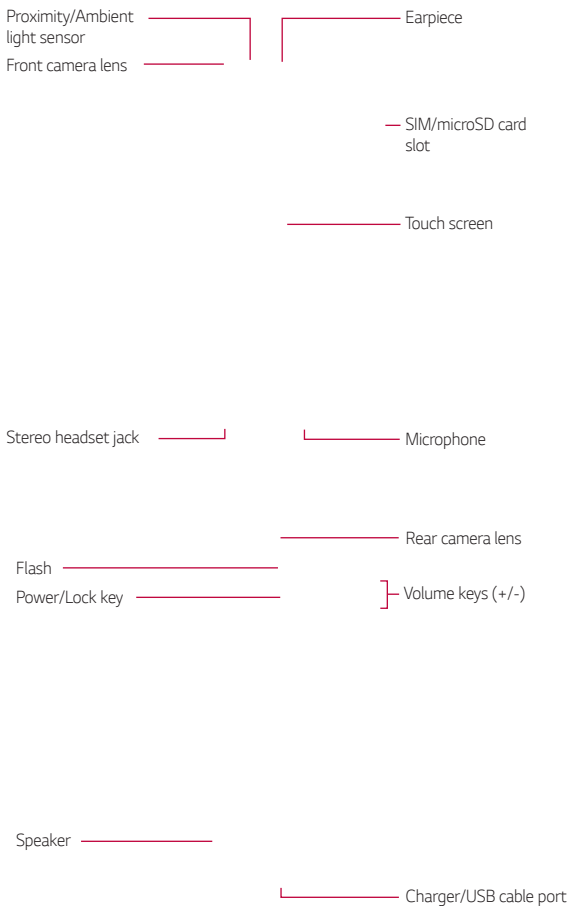 Proximity/Ambient
light sensor
Earpiece
Front camera lens
SIM/microSD card
slot
Touch screen
Stereo headset jack
Microphone
Rear camera lens
Flash
Power/Lock key
Volume keys (+/-)
Speaker
Charger/USB cable port